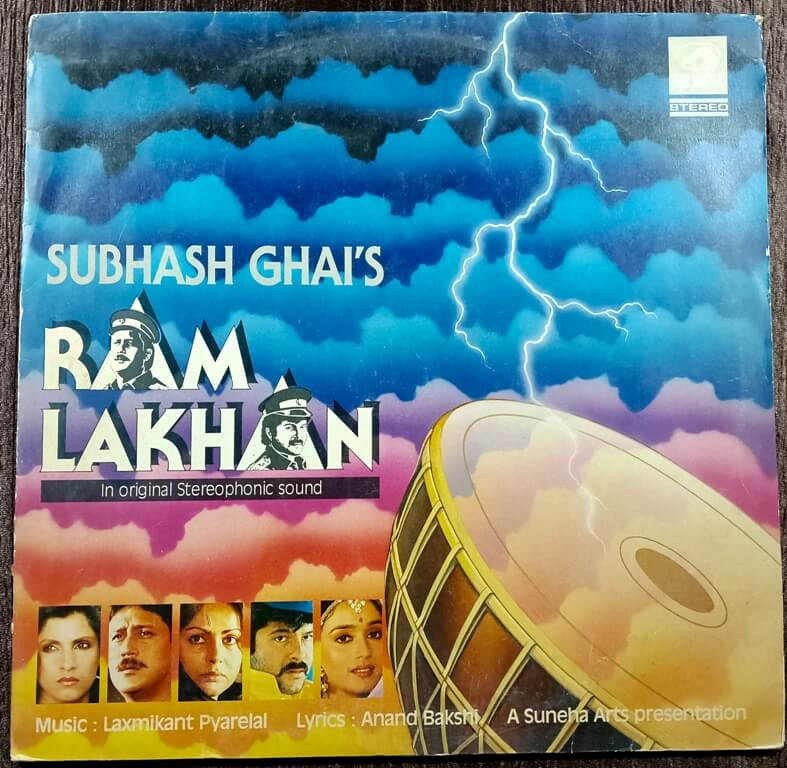 STEREO
SUBHASH GHAI'S
RAM
LAKHAN
In original Stereophonic sound
Music : Laxmikant Pyarelal Lyrics : Anand Bakshi A Suneha Arts presentation